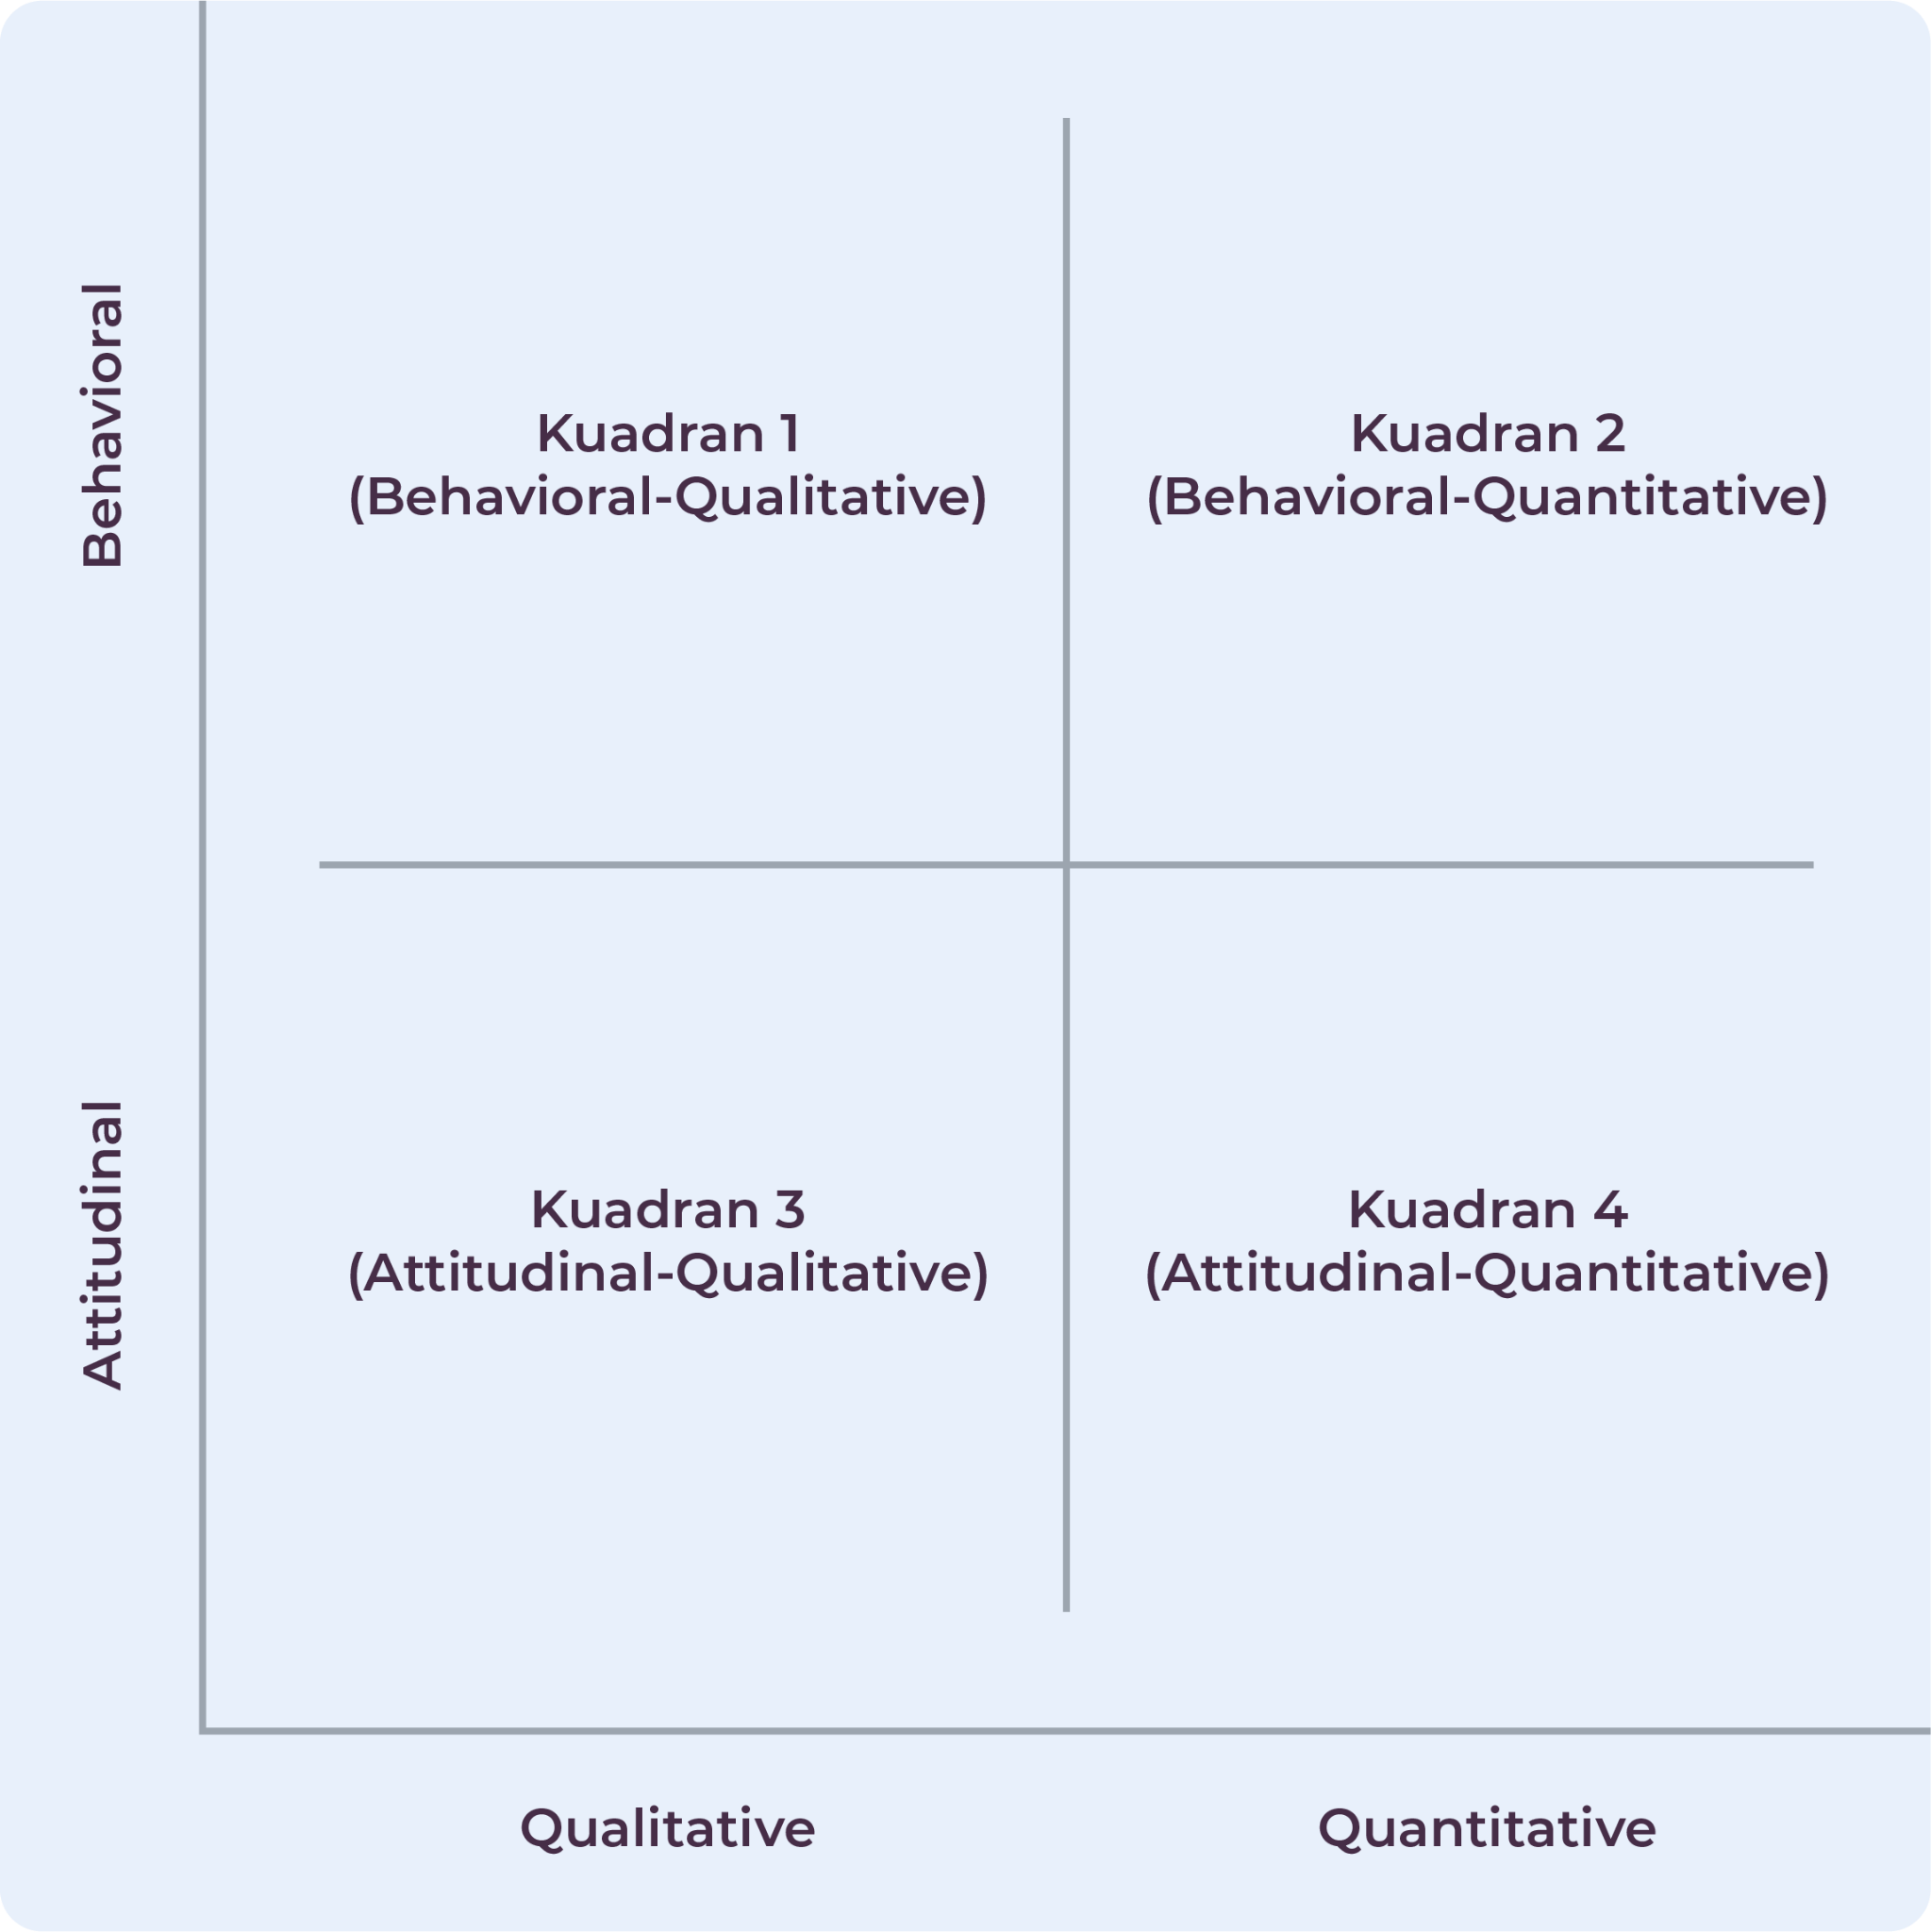 Behavioral
Kuadran 1
(Behavioral-Qualitative)
Kuadran 2
(Behavioral-Quantitative)
Attitudinal
Kuadran 3
(Attitudinal-Qualitative)
Kuadran 4
(Attitudinal-Quantitative)
Qualitative
Quantitative